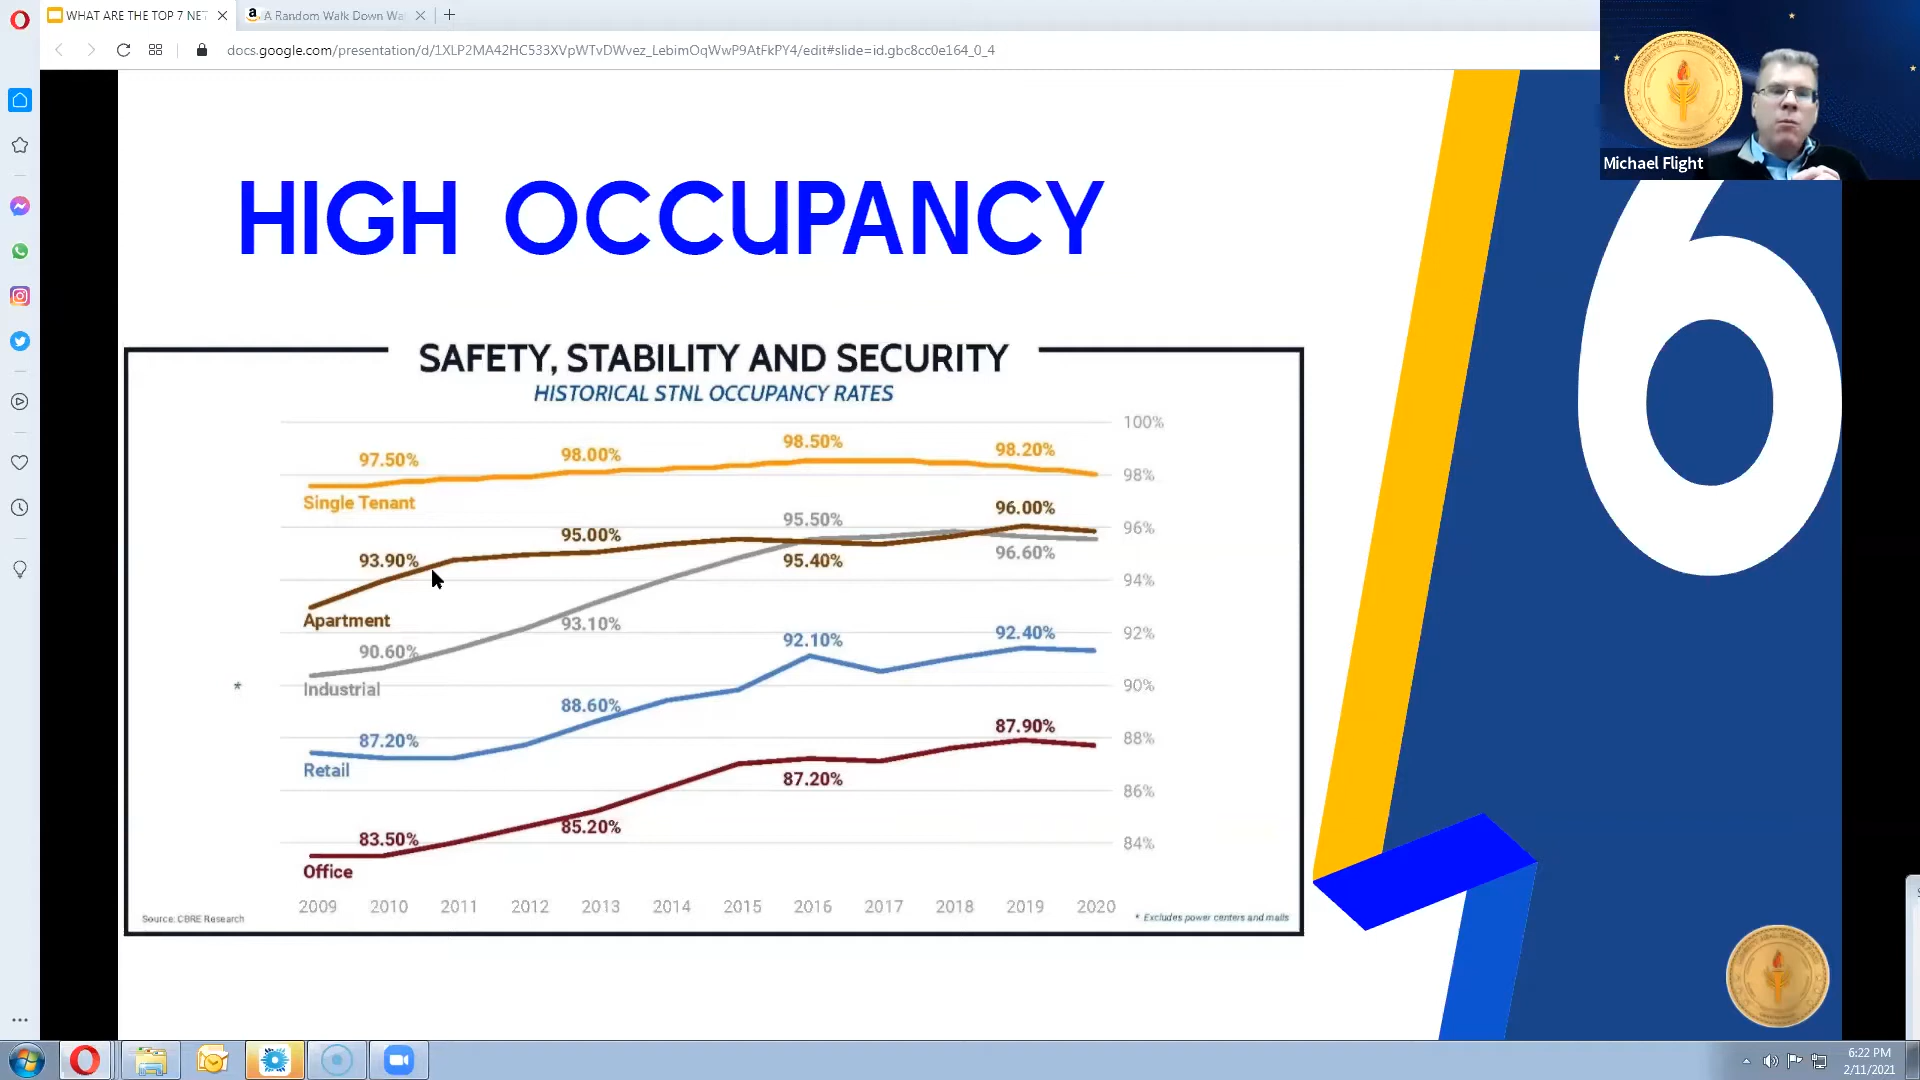 WHAT ARE THE TOP 7 NET
A Random Walk Down Wa
docs.google.com/presentation/d/1XLP2MA42HC533XVpWTvDWvez_LebimOqWwP9AtFkPY4/edit#slide=id.gbc8cc0e164_0_4
Michael Flight
HIGH OCCUPANCY
6
SAFETY, STABILITY AND SECURITY
HISTORICAL STNL OCCUPANCY RATES
100%
98.50%
98.20%
98.00%
97.50%
98%
Single Tenant
96.00%
95.50%
96%
95.00%
96.60%
93.90%
95.40%
94%
Apartment
93.10%
92.40%
92%
92.10%
90.60%
*
Industrial
90%
88.60%
87.90%
87.20%
88%
Retail
87.20%
86%
85.20%
83.50%
84%
Office
2009 2010 2011 2012 2013 2014 2015 2016 2017 2018 2019 2020
Source: CBRE Research
* Excludes power centers and malls
6:22 PM
2/11/2021